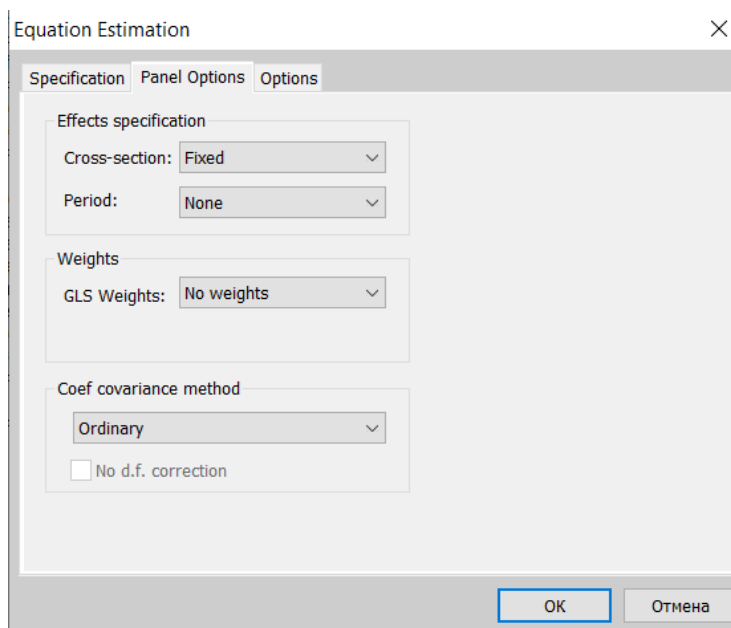 Equation Estimation
Specification Panel Options Options
Effects specification
Cross-section: Fixed
Period: None
Weights
GLS Weights: No weights
Coef covariance method
Ordinary
No d.f. correction
OK Отмена